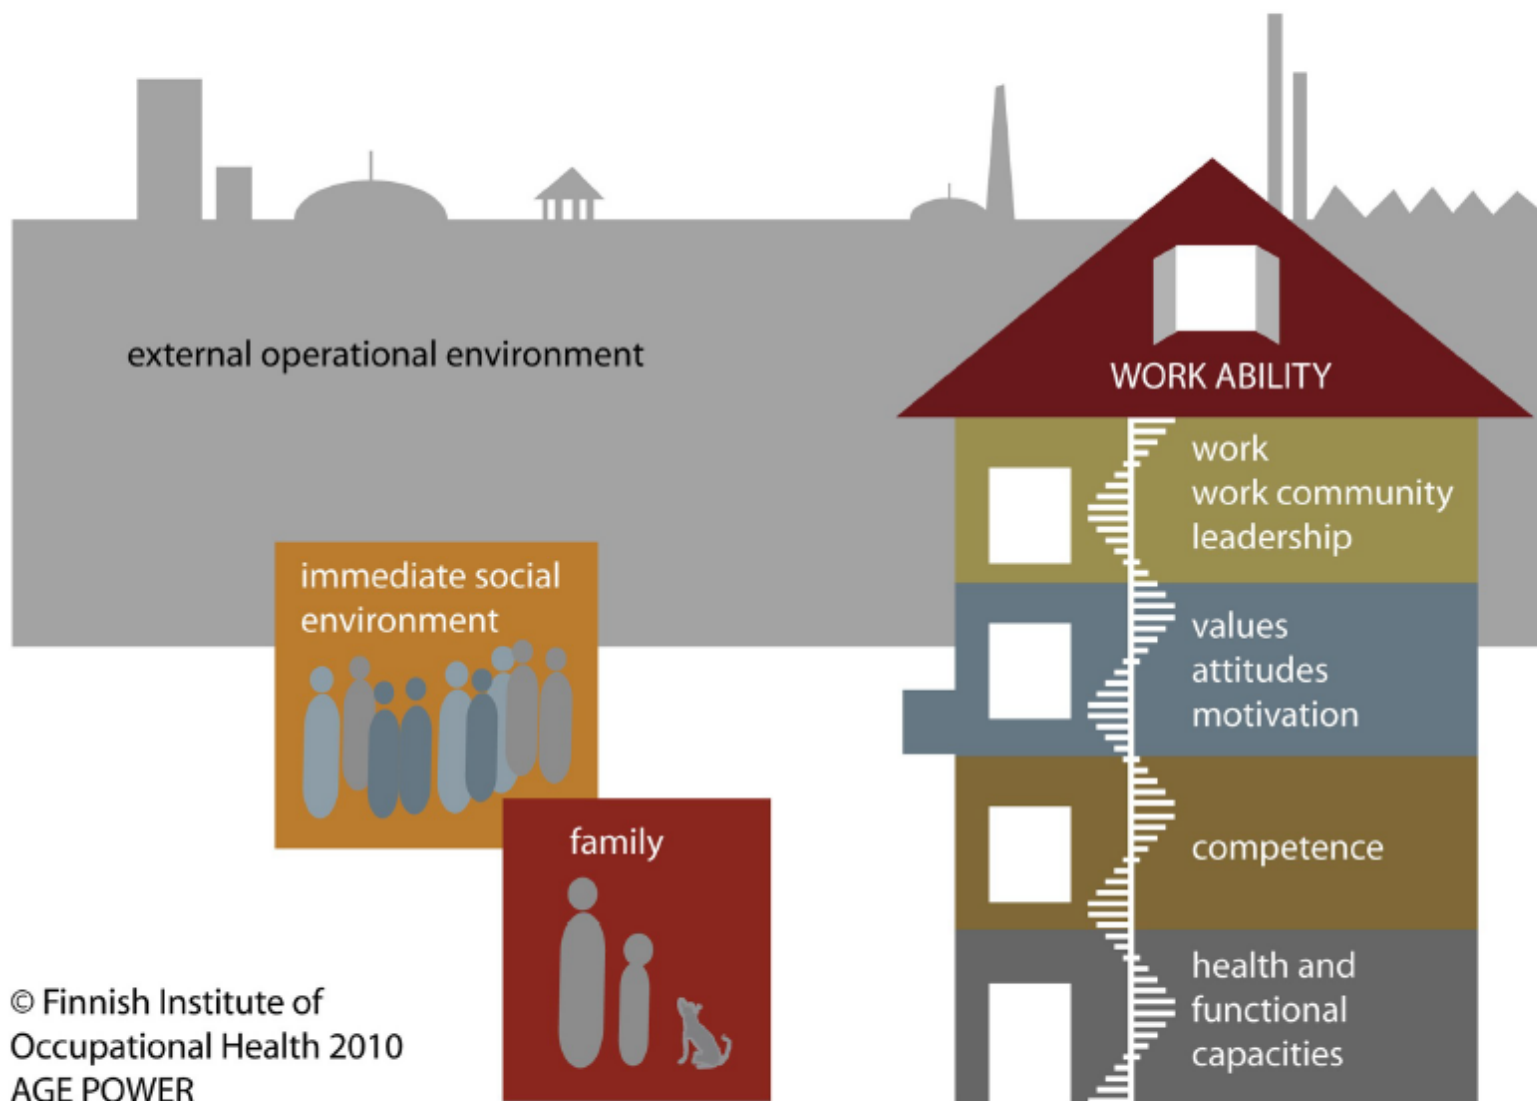 external operational environment
WORK ABILITY
work
work community
leadership
immediate social
environment
values
attitudes
motivation
family
competence
health and
functional
capacities
© Finnish Institute of
Occupational Health 2010
AGE POWER